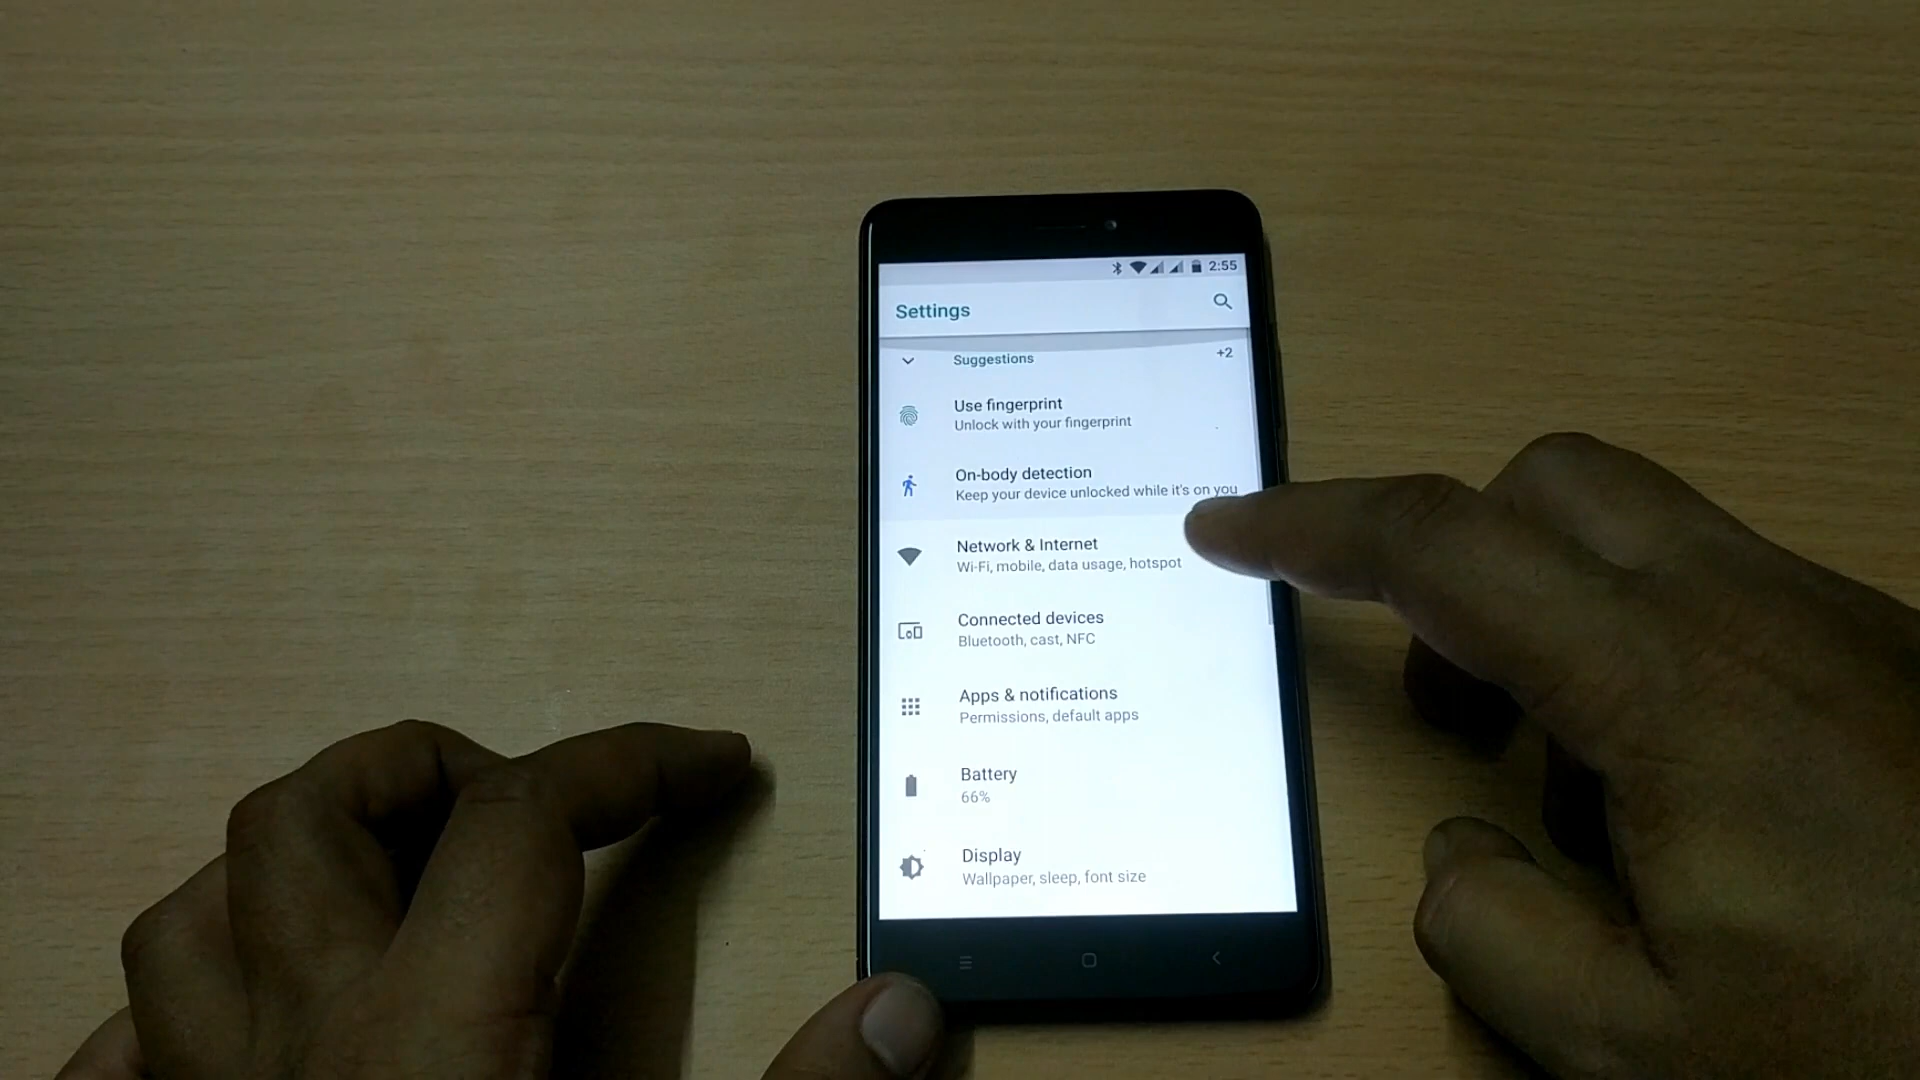 2:55
Settings
Suggestions +2
Use fingerprint
Unlock with your fingerprint
On-body detection
Keep your device unlocked while it's on you
Network & Internet
Wi-Fi, mobile, data usage, hotspot
Connected devices
Bluetooth, cast, NFC
Apps & notifications
Permissions, default apps
Battery
66%
Display
Wallpaper, sleep, font size